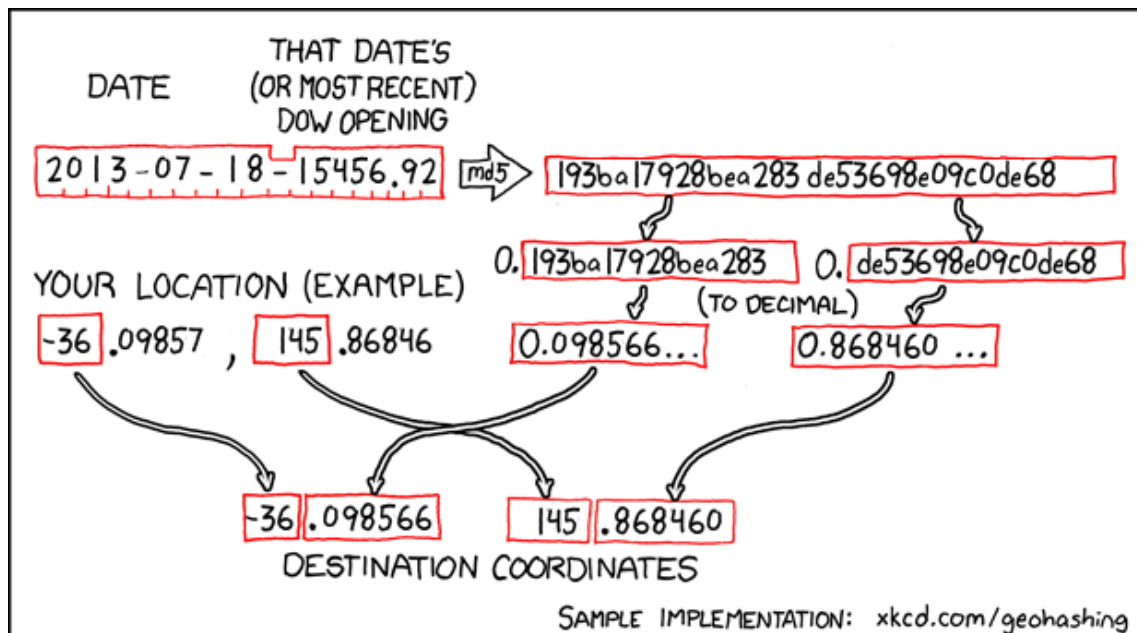 DATE
THAT DATE'S
(OR MOST RECENT)
DOW OPENING
2013-07-18-15456.92
md5
193ba17928bea283de53698e09c0de68
0.193ba17928bea283
0.de53698e09c0de68
YOUR LOCATION (EXAMPLE)
(TO DECIMAL)
-36.09857, 145.86846
0.098566...
0.868460...
-36.098566
145.868460
DESTINATION COORDINATES
SAMPLE IMPLEMENTATION: xkcd.com/geohashing